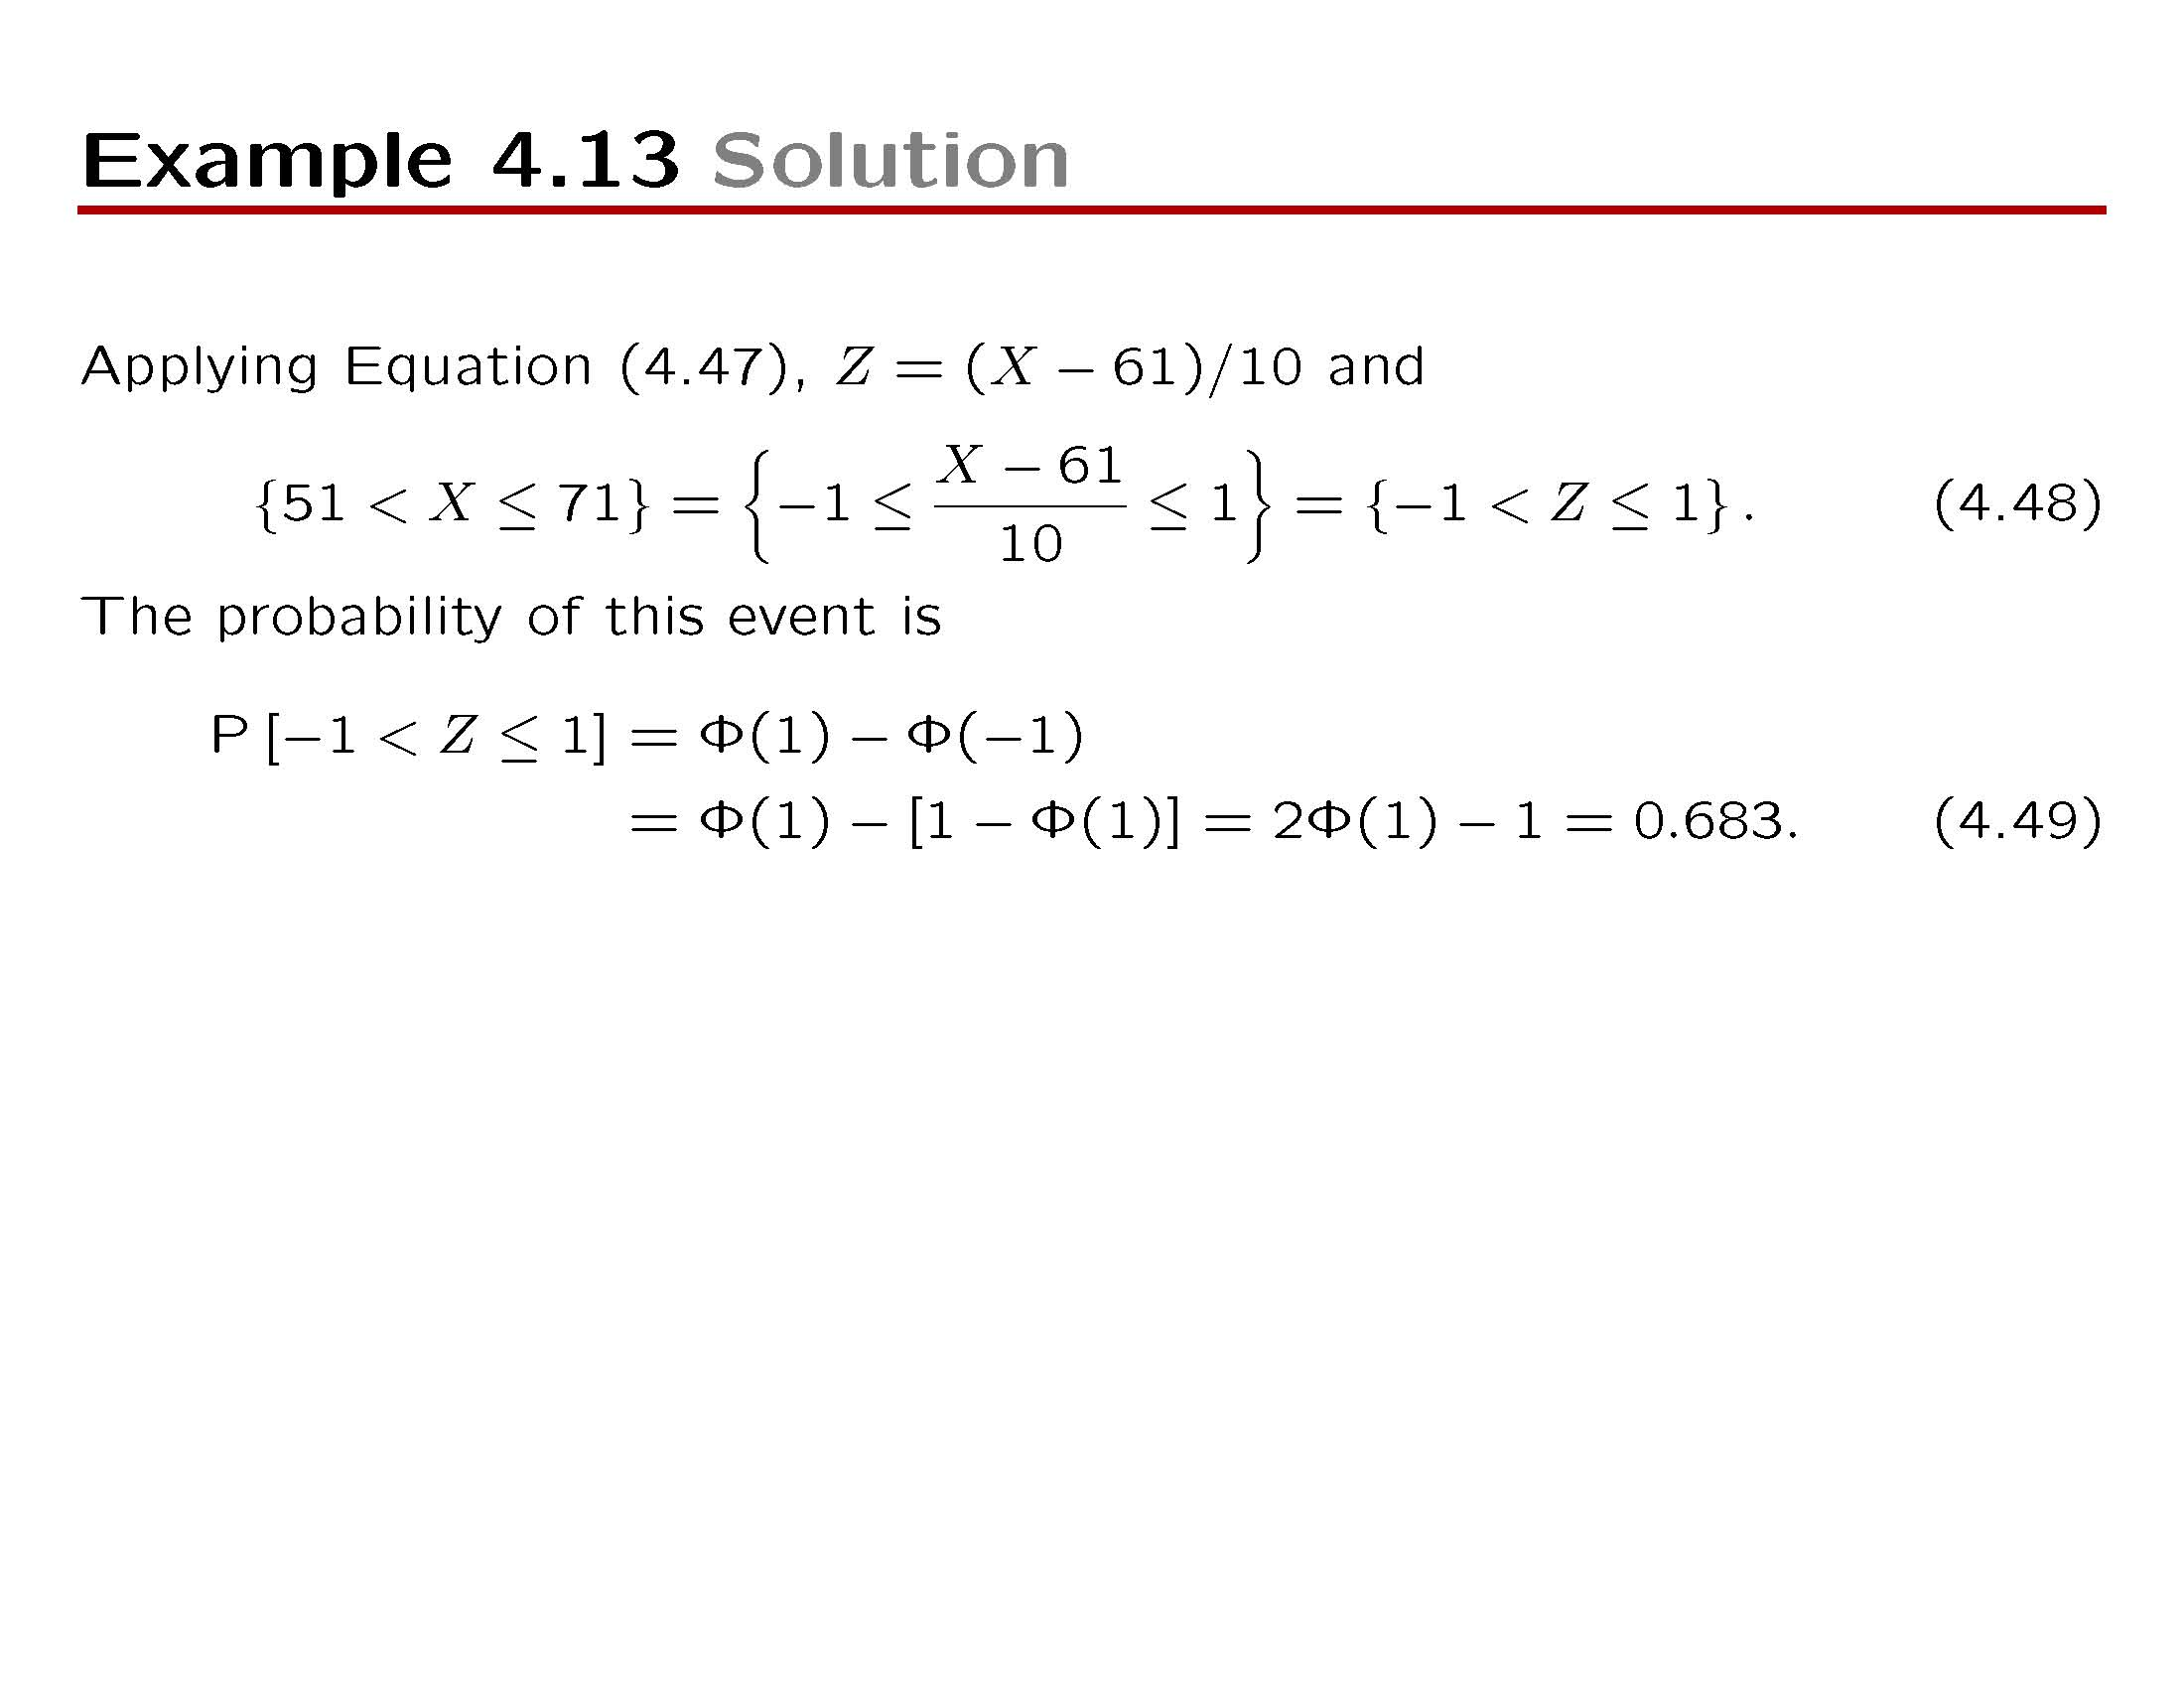 Example 4.13 Solution
Applying Equation (4.47), Z = (X − 61)/10 and
{51 < X ≤ 71} = {−1 ≤ (X − 61)/10 ≤ 1} = {−1 < Z ≤ 1} . (4.48)
The probability of this event is
P [−1 < Z ≤ 1] = Φ(1) − Φ(−1)
= Φ(1) − [1 − Φ(1)] = 2Φ(1) − 1 = 0.683. (4.49)